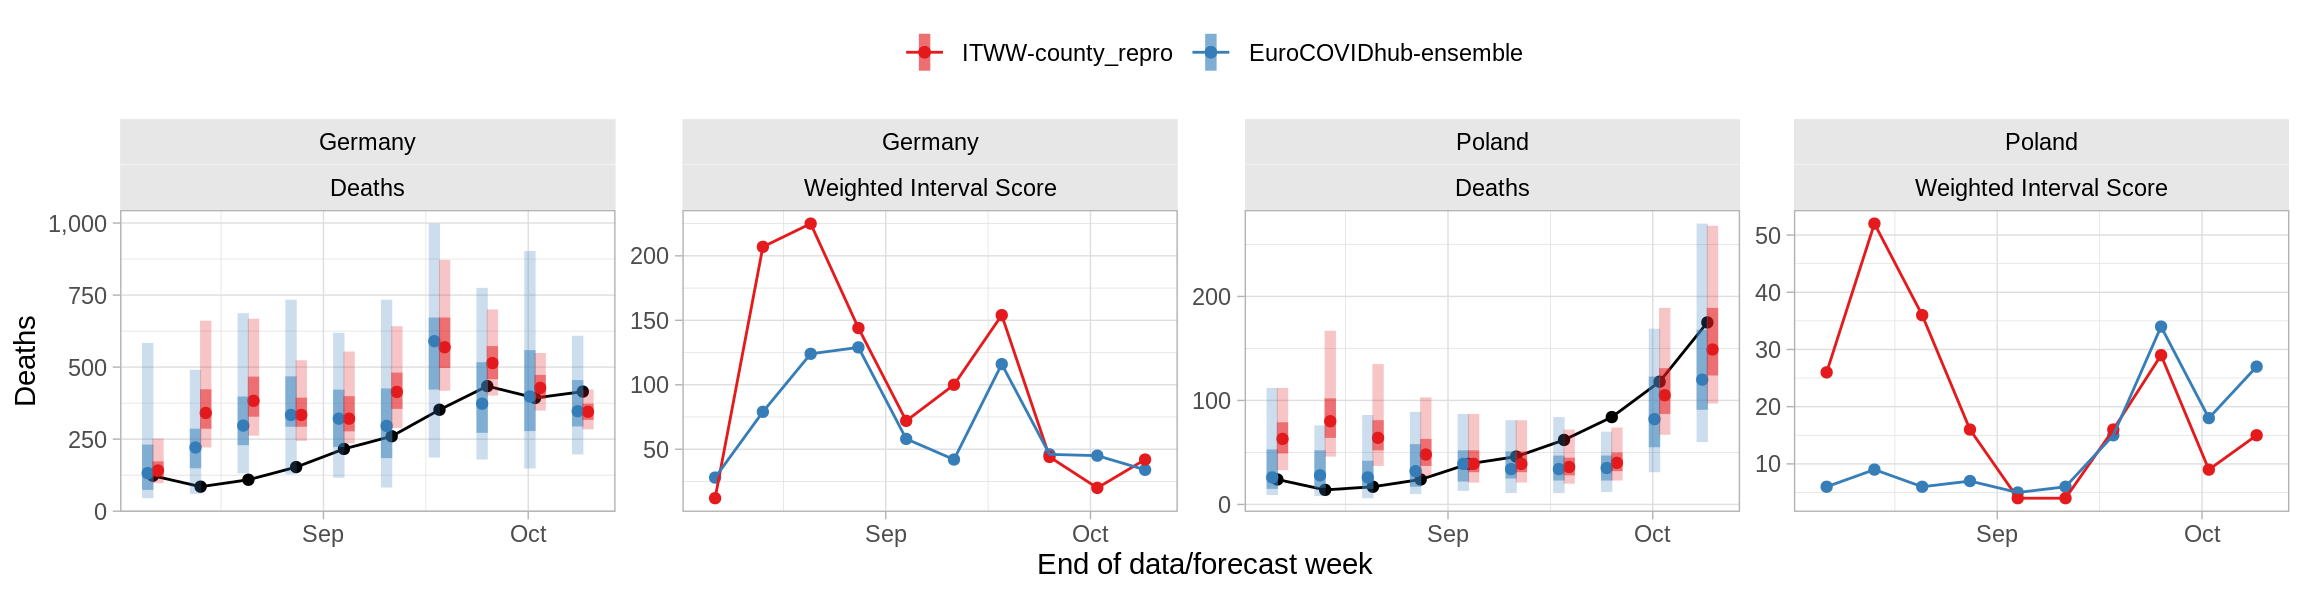 ITWW-county_repro EuroCOVIDhub-ensemble
Germany
Deaths
Germany
Weighted Interval Score
Poland
Deaths
Poland
Weighted Interval Score
Deaths
1,000
750
500
250
0
Sep Oct
200
150
100
50
Sep Oct
200
100
0
Sep Oct
50
40
30
20
10
Sep Oct
End of data/forecast week